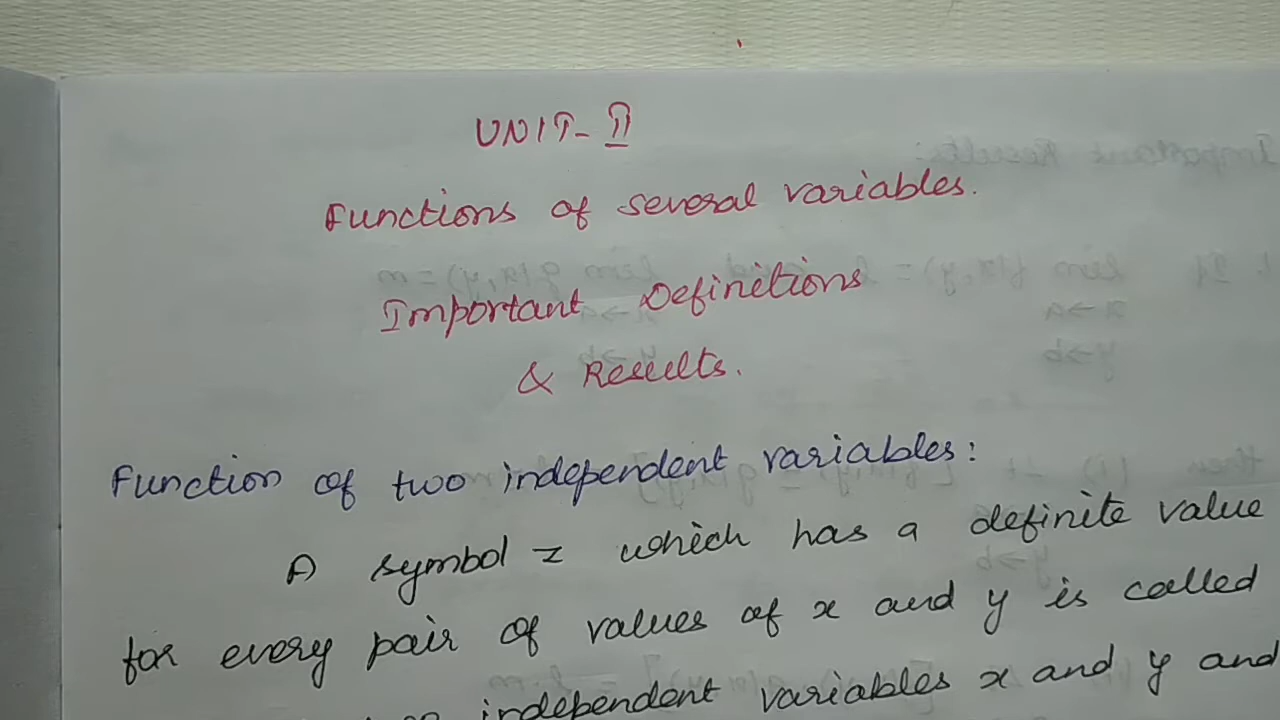 UNIT-II
Functions of several variables.
Important Definitions
& Results.
Function of two independent variables:
A symbol z which has a definite value
for every pair of values of x and y is called
independent variables x and y and